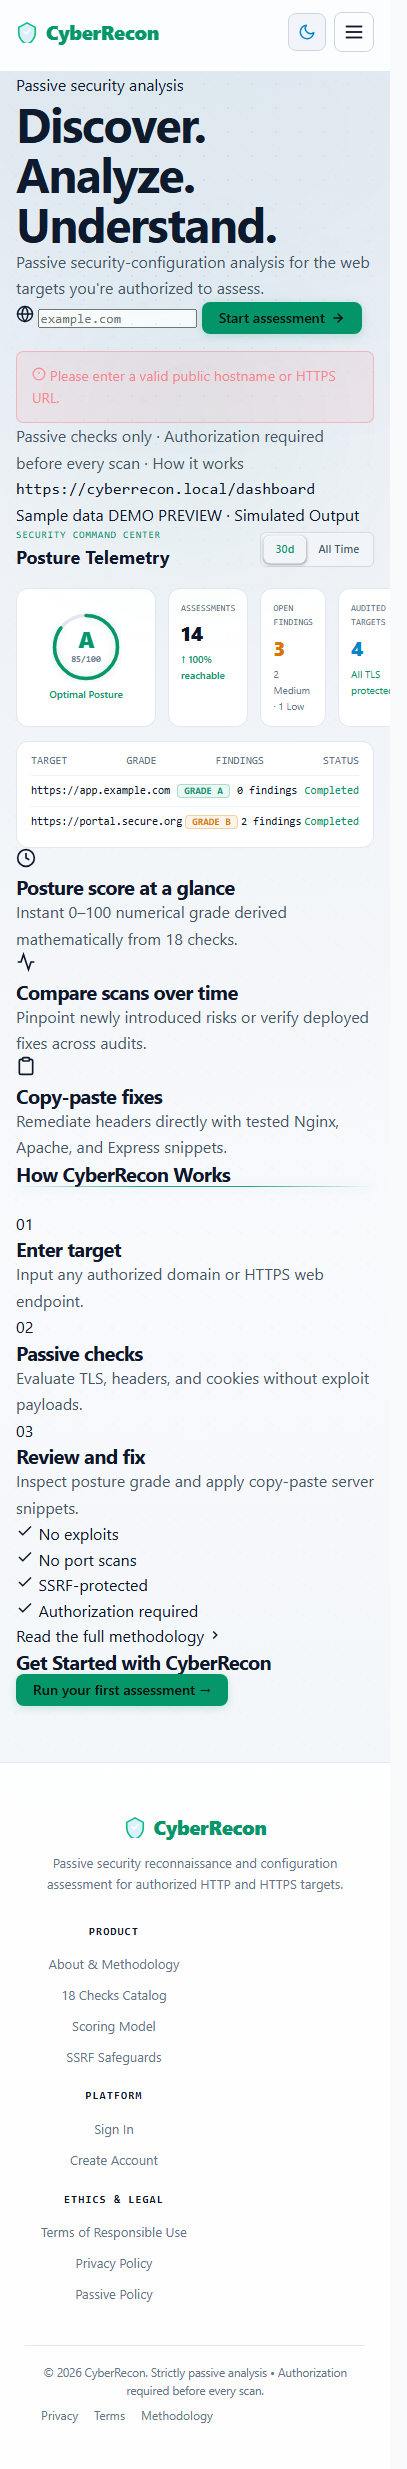 CyberRecon
Passive security analysis
Discover.
Analyze.
Understand.
Passive security-configuration analysis for the web
targets you're authorized to assess.
example.com
Start assessment →
Please enter a valid public hostname or HTTPS
URL.
Passive checks only · Authorization required
before every scan · How it works
https://cyberrecon.local/dashboard
Sample data DEMO PREVIEW · Simulated Output
SECURITY COMMAND CENTER
Posture Telemetry
30d
All Time
A
85/100
Optimal Posture
ASSESSMENTS
14
↑ 100%
reachable
OPEN
FINDINGS
3
2
Medium
· 1 Low
AUDITED
TARGETS
4
All TLS
protected
TARGET GRADE FINDINGS STATUS
https://app.example.com GRADE A 0 findings Completed
https://portal.secure.org GRADE B 2 findings Completed
Posture score at a glance
Instant 0–100 numerical grade derived
mathematically from 18 checks.
Compare scans over time
Pinpoint newly introduced risks or verify deployed
fixes across audits.
Copy-paste fixes
Remediate headers directly with tested Nginx,
Apache, and Express snippets.
How CyberRecon Works
01
Enter target
Input any authorized domain or HTTPS web
endpoint.
02
Passive checks
Evaluate TLS, headers, and cookies without exploit
payloads.
03
Review and fix
Inspect posture grade and apply copy-paste server
snippets.
No exploits
No port scans
SSRF-protected
Authorization required
Read the full methodology ›
Get Started with CyberRecon
Run your first assessment →
CyberRecon
Passive security reconnaissance and configuration
assessment for authorized HTTP and HTTPS targets.
PRODUCT
About & Methodology
18 Checks Catalog
Scoring Model
SSRF Safeguards
PLATFORM
Sign In
Create Account
ETHICS & LEGAL
Terms of Responsible Use
Privacy Policy
Passive Policy
© 2026 CyberRecon. Strictly passive analysis • Authorization
required before every scan.
Privacy Terms Methodology